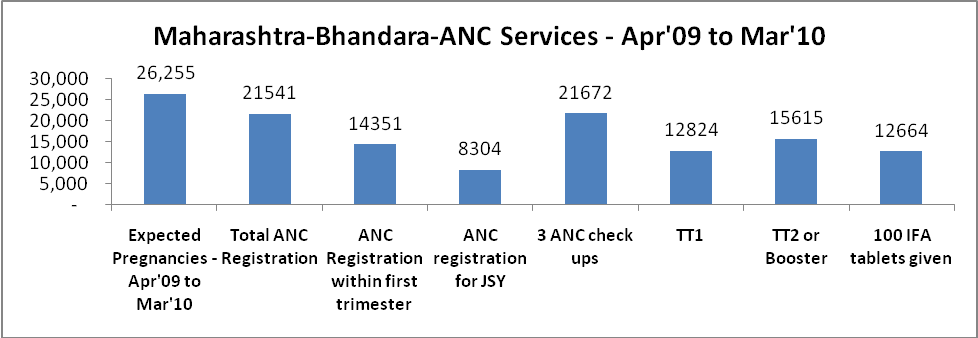 Maharashtra-Bhandara-ANC Services - Apr'09 to Mar'10
30,000
25,000
20,000
15,000
10,000
5,000
-
26,255
21541
14351
8304
21672
12824
15615
12664
Expected
Pregnancies -
Apr'09 to
Mar'10
Total ANC
Registration
ANC
Registration
within first
trimester
ANC
registration
for JSY
3 ANC check
ups
TT1
TT2 or
Booster
100 IFA
tablets given